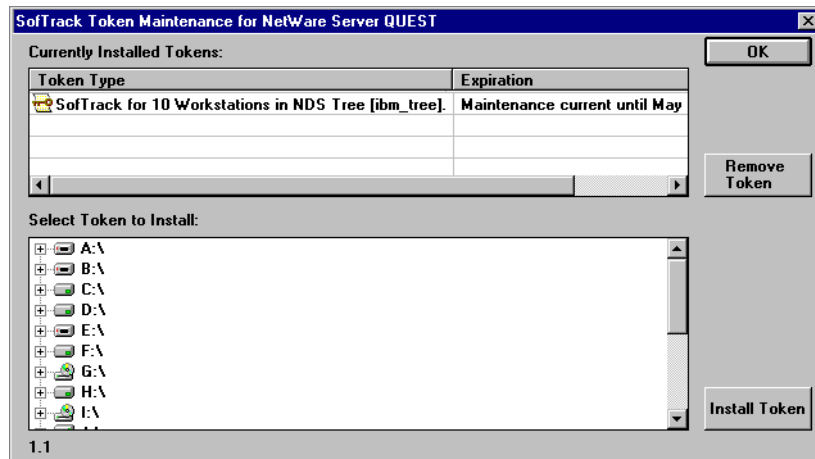 SofTrack Token Maintenance for NetWare Server QUEST
Currently Installed Tokens:
OK
Token Type Expiration
SofTrack for 10 Workstations in NDS Tree [ibm_tree]. Maintenance current until May
Remove
Token
Select Token to Install:
A:\
B:\
C:\
D:\
E:\
F:\
G:\
H:\
I:\
Install Token
1.1